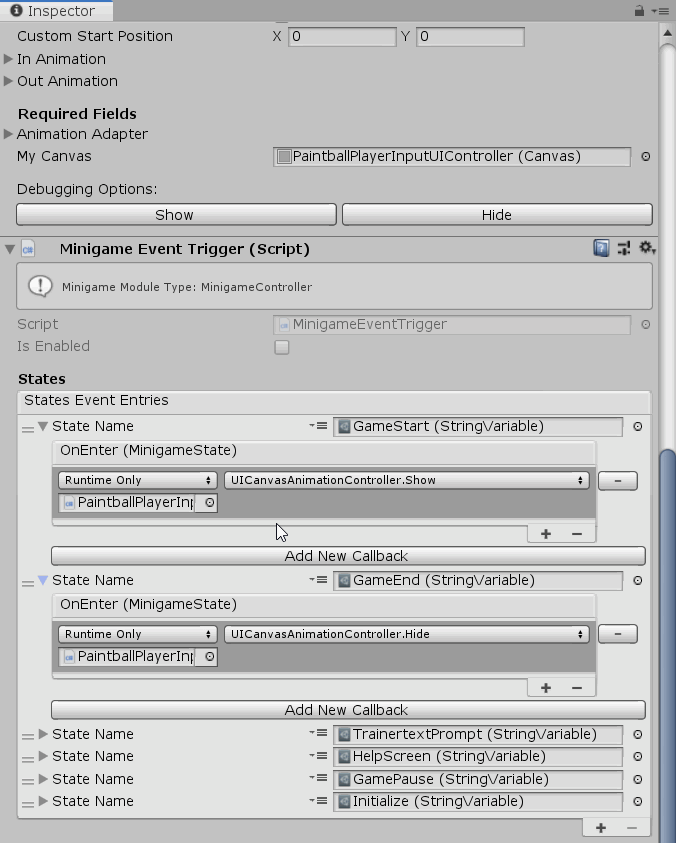 Inspector
Custom Start Position X 0 Y 0
In Animation
Out Animation
Required Fields
Animation Adapter
My Canvas PaintballPlayerInputUIController (Canvas)
Debugging Options:
Show Hide
Minigame Event Trigger (Script)
Minigame Module Type: MinigameController
Script MinigameEventTrigger
Is Enabled
States
States Event Entries
State Name GameStart (StringVariable)
OnEnter (MinigameState)
Runtime Only UICanvasAnimationController.Show
PaintballPlayerInp
Add New Callback
State Name GameEnd (StringVariable)
OnEnter (MinigameState)
Runtime Only UICanvasAnimationController.Hide
PaintballPlayerInp
Add New Callback
State Name TrainertextPrompt (StringVariable)
State Name HelpScreen (StringVariable)
State Name GamePause (StringVariable)
State Name Initialize (StringVariable)